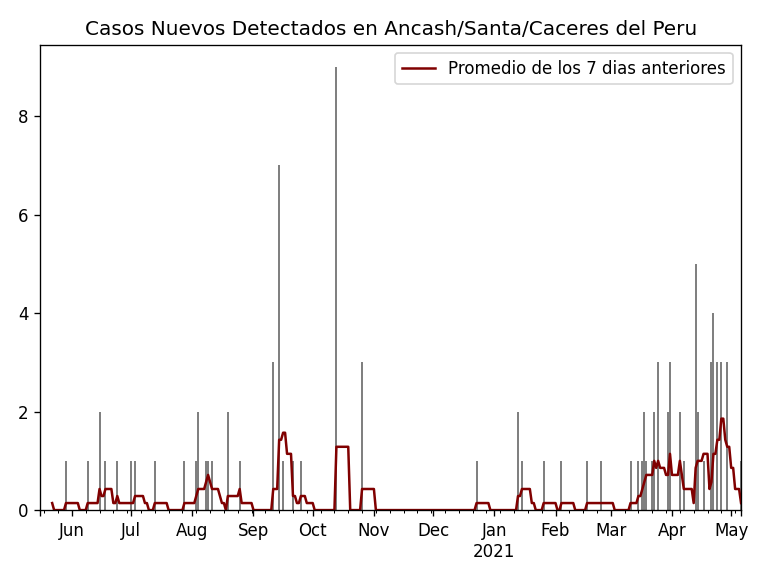 Casos Nuevos Detectados en Ancash/Santa/Caceres del Peru
Promedio de los 7 dias anteriores
8
6
4
2
0
Jun Jul Aug Sep Oct Nov Dec Jan Feb Mar Apr May
2021